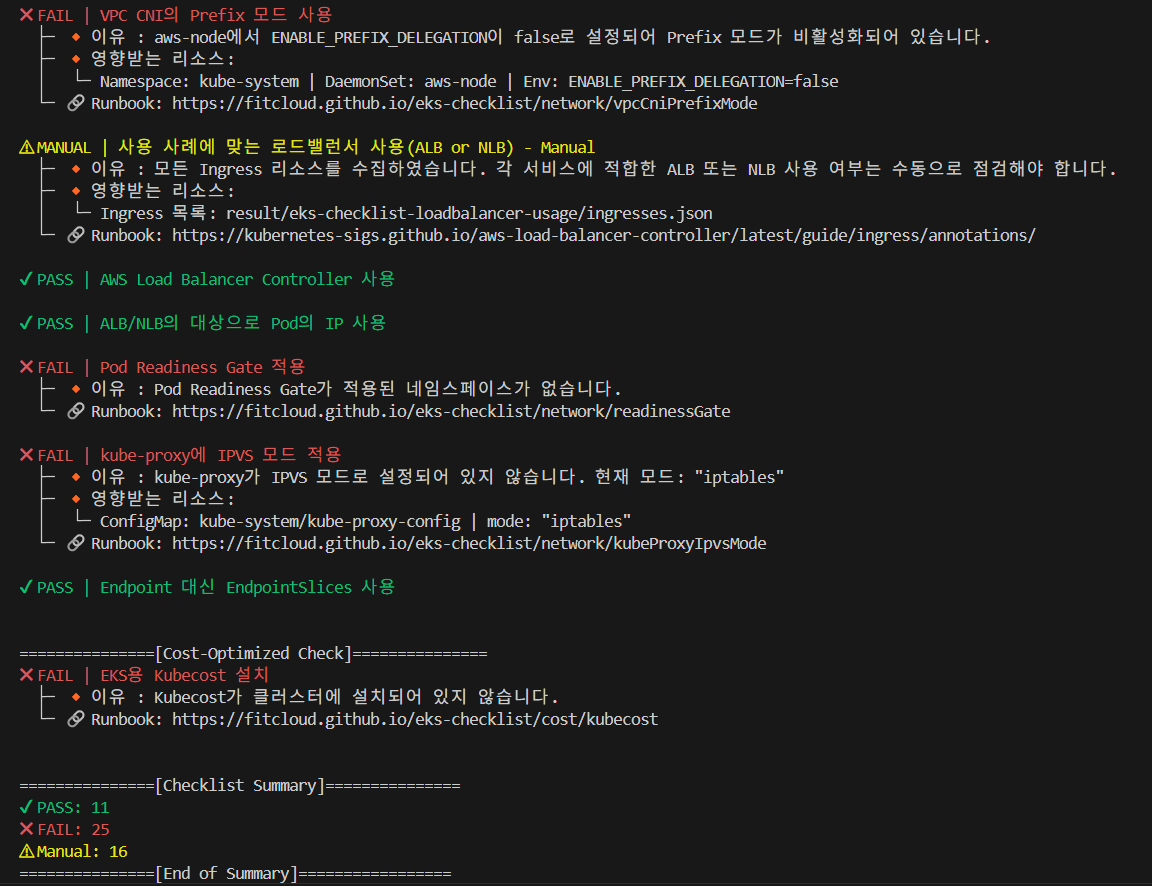 ❌FAIL | VPC CNI의 Prefix 모드 사용
├─ 🔸 이유 : aws-node에서 ENABLE_PREFIX_DELEGATION이 false로 설정되어 Prefix 모드가 비활성화되어 있습니다.
├─ 🔸 영향받는 리소스:
│ └─ Namespace: kube-system | DaemonSet: aws-node | Env: ENABLE_PREFIX_DELEGATION=false
└─ 🔗 Runbook: https://fitcloud.github.io/eks-checklist/network/vpcCniPrefixMode
⚠MANUAL | 사용 사례에 맞는 로드밸런서 사용(ALB or NLB) - Manual
├─ 🔸 이유 : 모든 Ingress 리소스를 수집하였습니다. 각 서비스에 적합한 ALB 또는 NLB 사용 여부는 수동으로 점검해야 합니다.
├─ 🔸 영향받는 리소스:
│ └─ Ingress 목록: result/eks-checklist-loadbalancer-usage/ingresses.json
└─ 🔗 Runbook: https://kubernetes-sigs.github.io/aws-load-balancer-controller/latest/guide/ingress/annotations/
✔PASS | AWS Load Balancer Controller 사용
✔PASS | ALB/NLB의 대상으로 Pod의 IP 사용
❌FAIL | Pod Readiness Gate 적용
├─ 🔸 이유 : Pod Readiness Gate가 적용된 네임스페이스가 없습니다.
└─ 🔗 Runbook: https://fitcloud.github.io/eks-checklist/network/readinessGate
❌FAIL | kube-proxy에 IPVS 모드 적용
├─ 🔸 이유 : kube-proxy가 IPVS 모드로 설정되어 있지 않습니다. 현재 모드: "iptables"
├─ 🔸 영향받는 리소스:
│ └─ ConfigMap: kube-system/kube-proxy-config | mode: "iptables"
└─ 🔗 Runbook: https://fitcloud.github.io/eks-checklist/network/kubeProxyIpvsMode
✔PASS | Endpoint 대신 EndpointSlices 사용
===============[Cost-Optimized Check]===============
❌FAIL | EKS용 Kubecost 설치
├─ 🔸 이유 : Kubecost가 클러스터에 설치되어 있지 않습니다.
└─ 🔗 Runbook: https://fitcloud.github.io/eks-checklist/cost/kubecost
===============[Checklist Summary]===============
✔PASS: 11
❌FAIL: 25
⚠Manual: 16
===============[End of Summary]=================